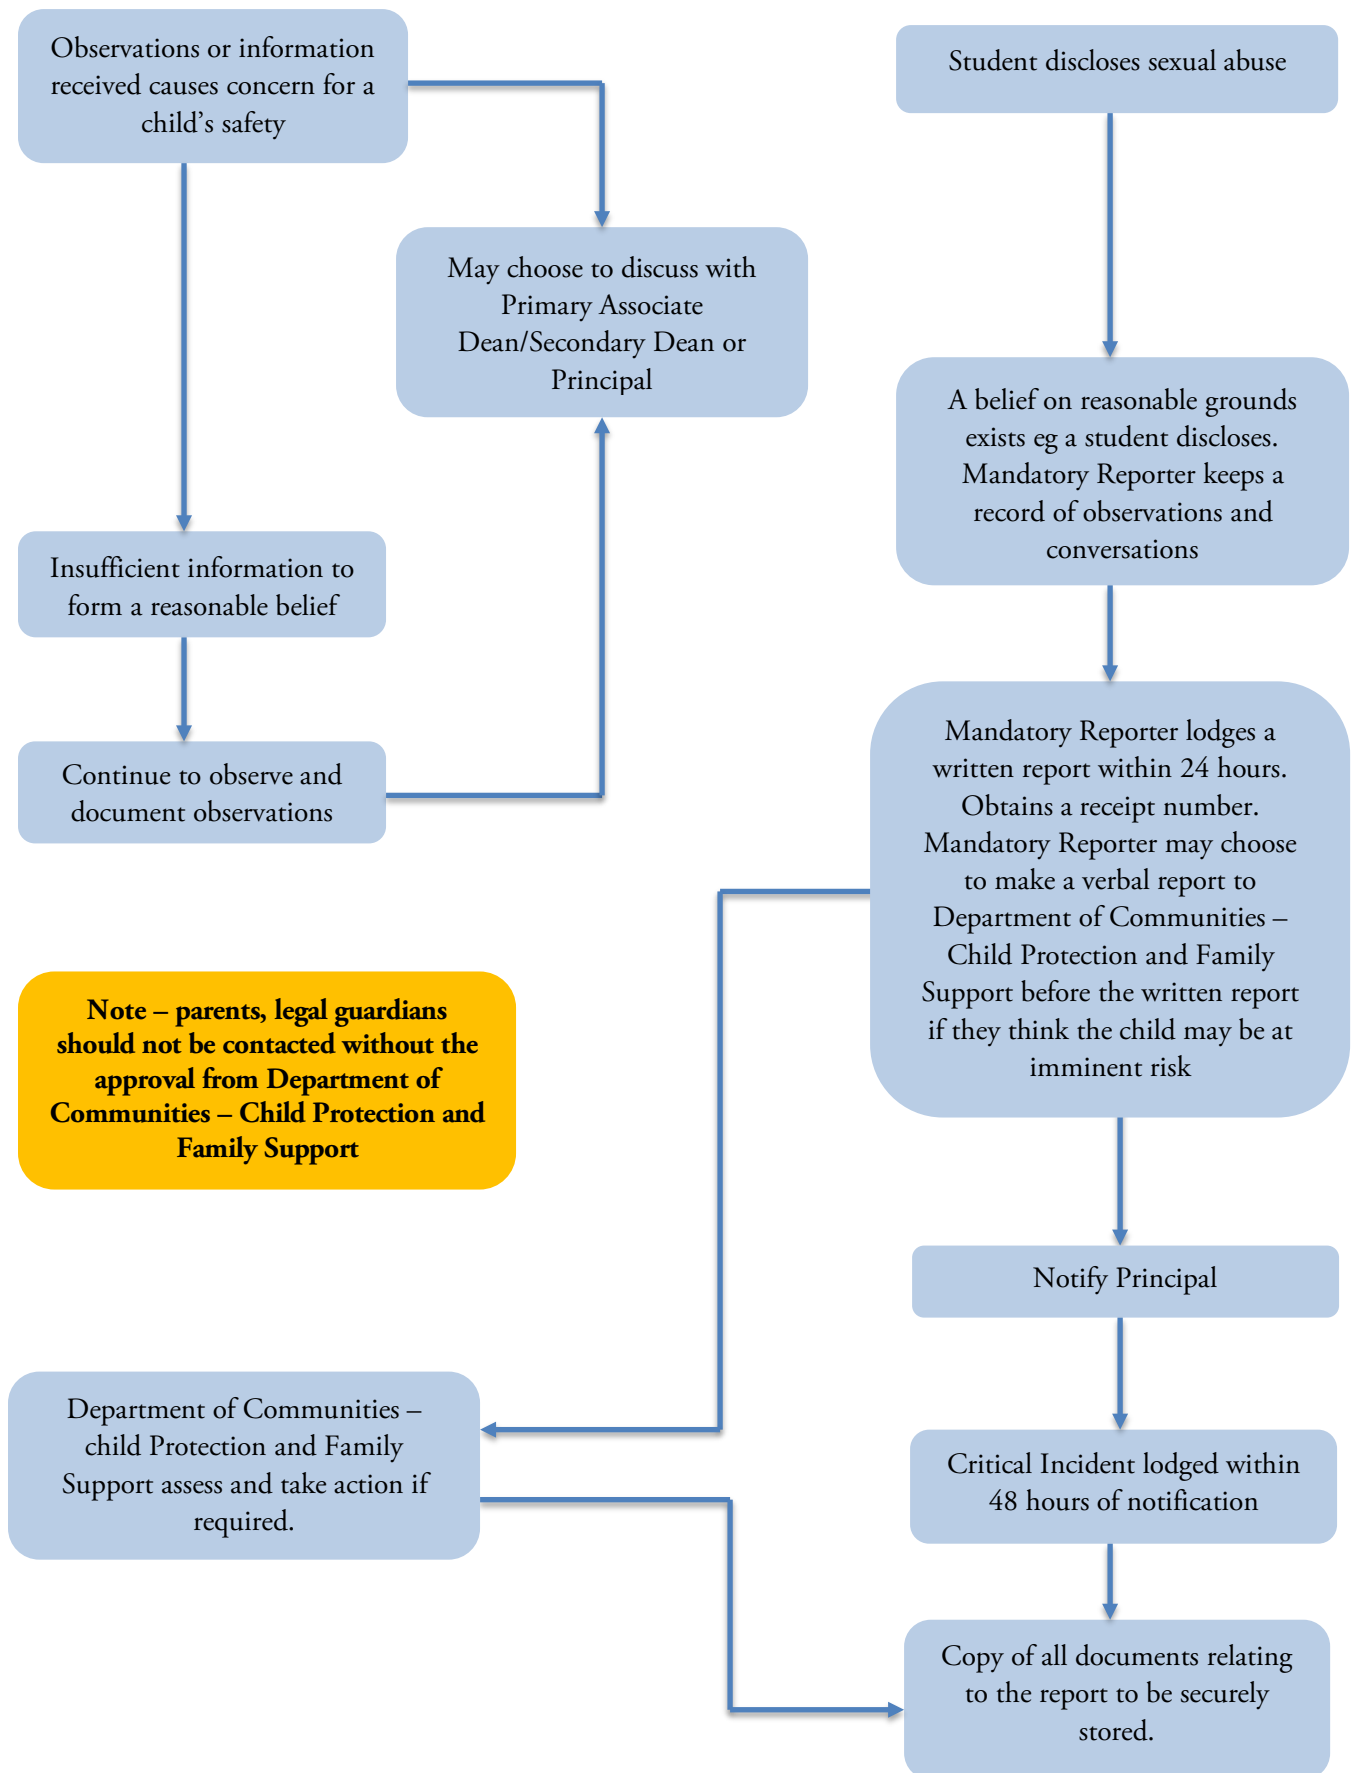 Observations or information
received causes concern for a
child’s safety
Student discloses sexual abuse
May choose to discuss with
Primary Associate
Dean/Secondary Dean or
Principal
A belief on reasonable grounds
exists eg a student discloses.
Mandatory Reporter keeps a
record of observations and
conversations
Insufficient information to
form a reasonable belief
Continue to observe and
document observations
Mandatory Reporter lodges a
written report within 24 hours.
Obtains a receipt number.
Mandatory Reporter may choose
to make a verbal report to
Department of Communities –
Child Protection and Family
Support before the written report
if they think the child may be at
imminent risk
Note – parents, legal guardians
should not be contacted without the
approval from Department of
Communities – Child Protection and
Family Support
Notify Principal
Department of Communities –
child Protection and Family
Support assess and take action if
required.
Critical Incident lodged within
48 hours of notification
Copy of all documents relating
to the report to be securely
stored.